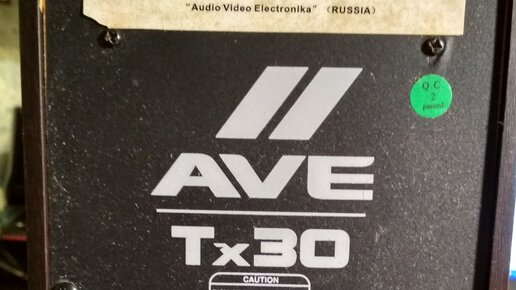 "Audio Video Electronika" (RUSSIA)
Q.C
2
passed
AVE
Tx30
CAUTION